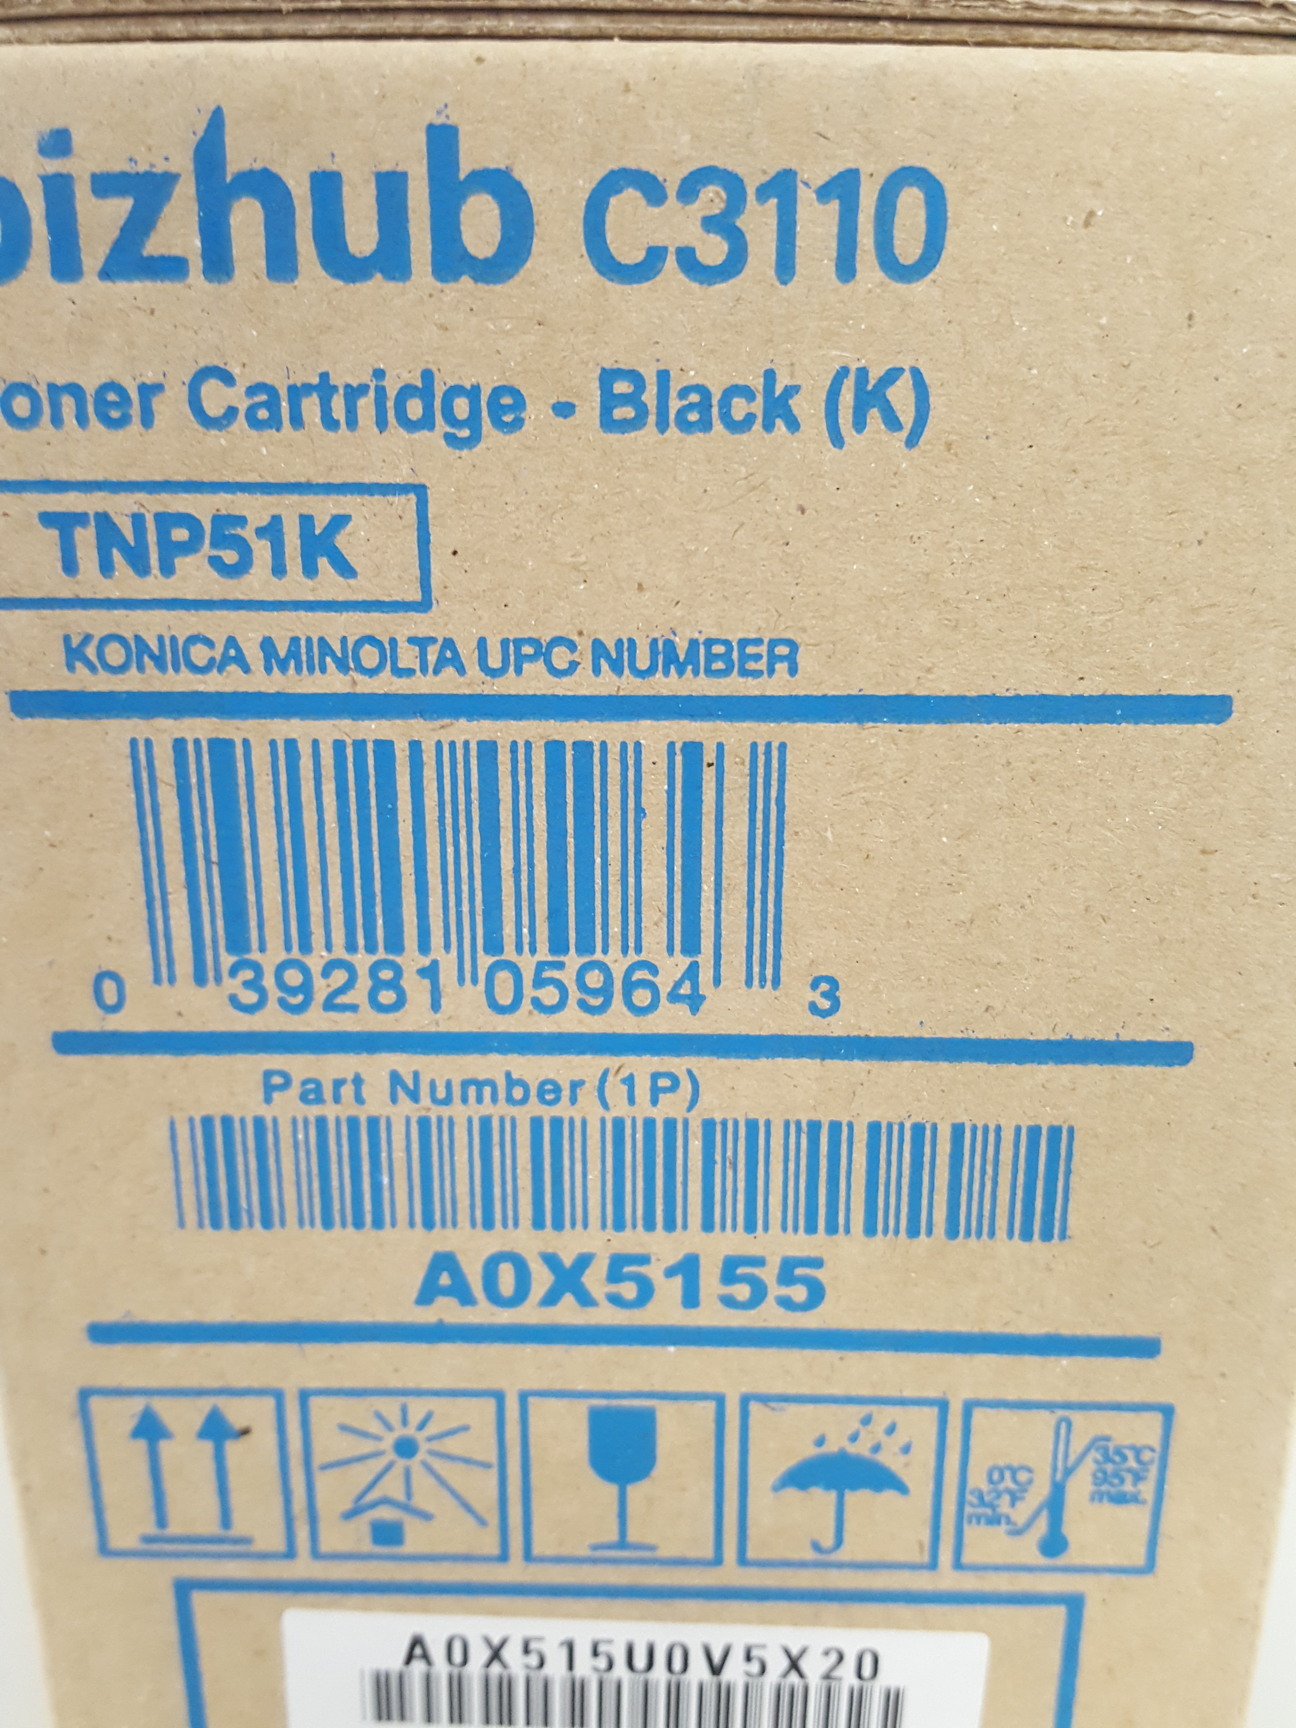 bizhub C3110
oner Cartridge - Black (K)
TNP51K
KONICA MINOLTA UPC NUMBER
0 39281 05964 3
Part Number(1P)
A0X5155
0°C
32°F
min.
35°C
95°F
max.
A0X515U0V5X20